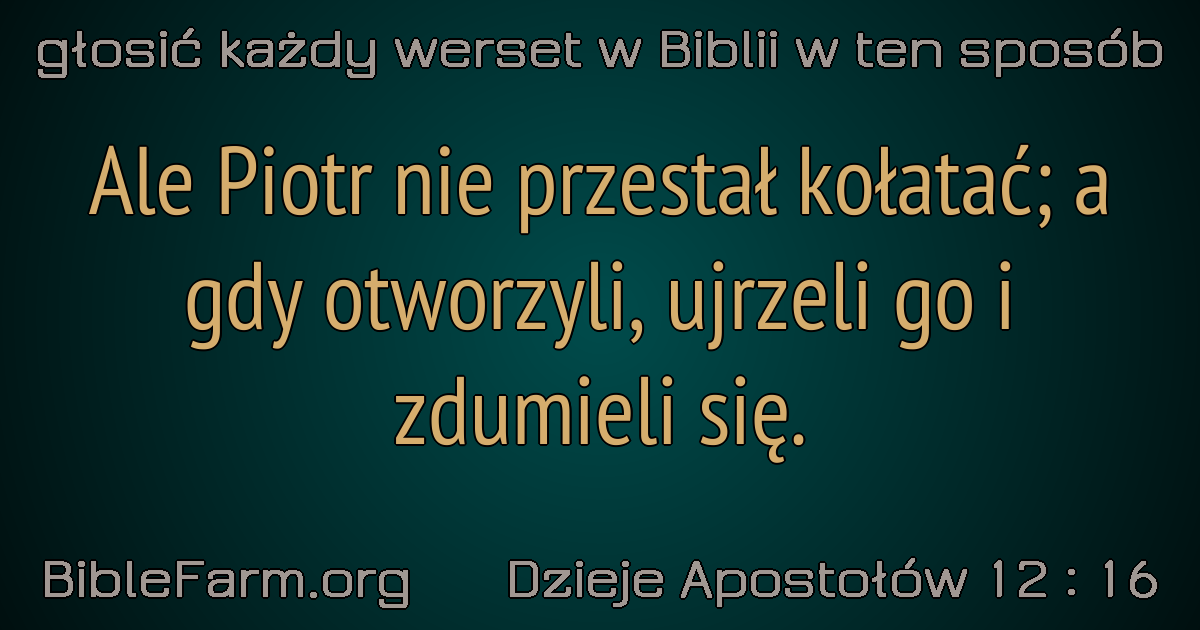 głosić każdy werset w Biblii w ten sposób
Ale Piotr nie przestał kołatać; a
gdy otworzyli, ujrzeli go i
zdumieli się.
BibleFarm.org Dzieje Apostołów 12 : 16